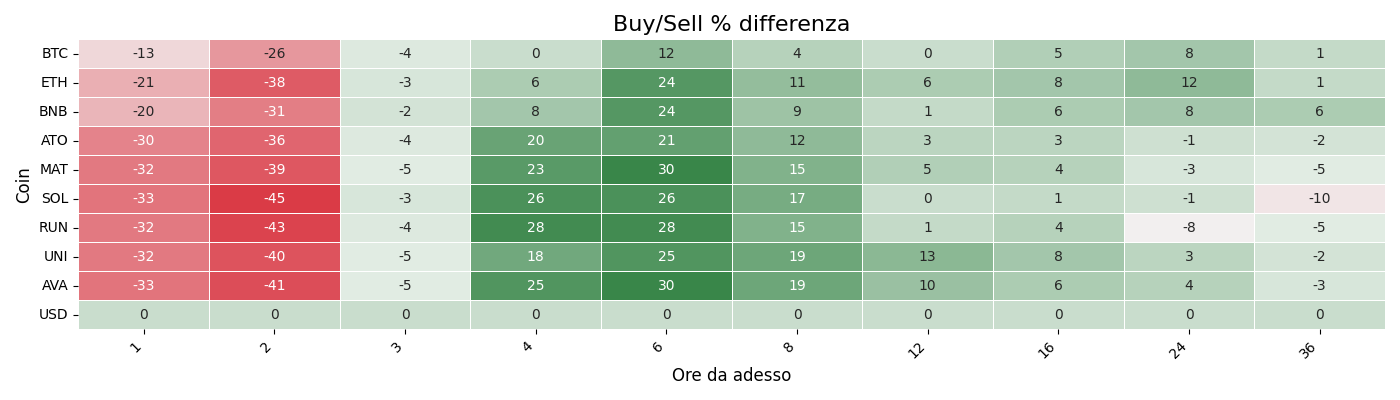 Buy/Sell % differenza
Coin
BTC -13 -26 -4 0 12 4 0 5 8 1
ETH -21 -38 -3 6 24 11 6 8 12 1
BNB -20 -31 -2 8 24 9 1 6 8 6
ATO -30 -36 -4 20 21 12 3 3 -1 -2
MAT -32 -39 -5 23 30 15 5 4 -3 -5
SOL -33 -45 -3 26 26 17 0 1 -1 -10
RUN -32 -43 -4 28 28 15 1 4 -8 -5
UNI -32 -40 -5 18 25 19 13 8 3 -2
AVA -33 -41 -5 25 30 19 10 6 4 -3
USD 0 0 0 0 0 0 0 0 0 0
1 2 3 4 6 8 12 16 24 36
Ore da adesso